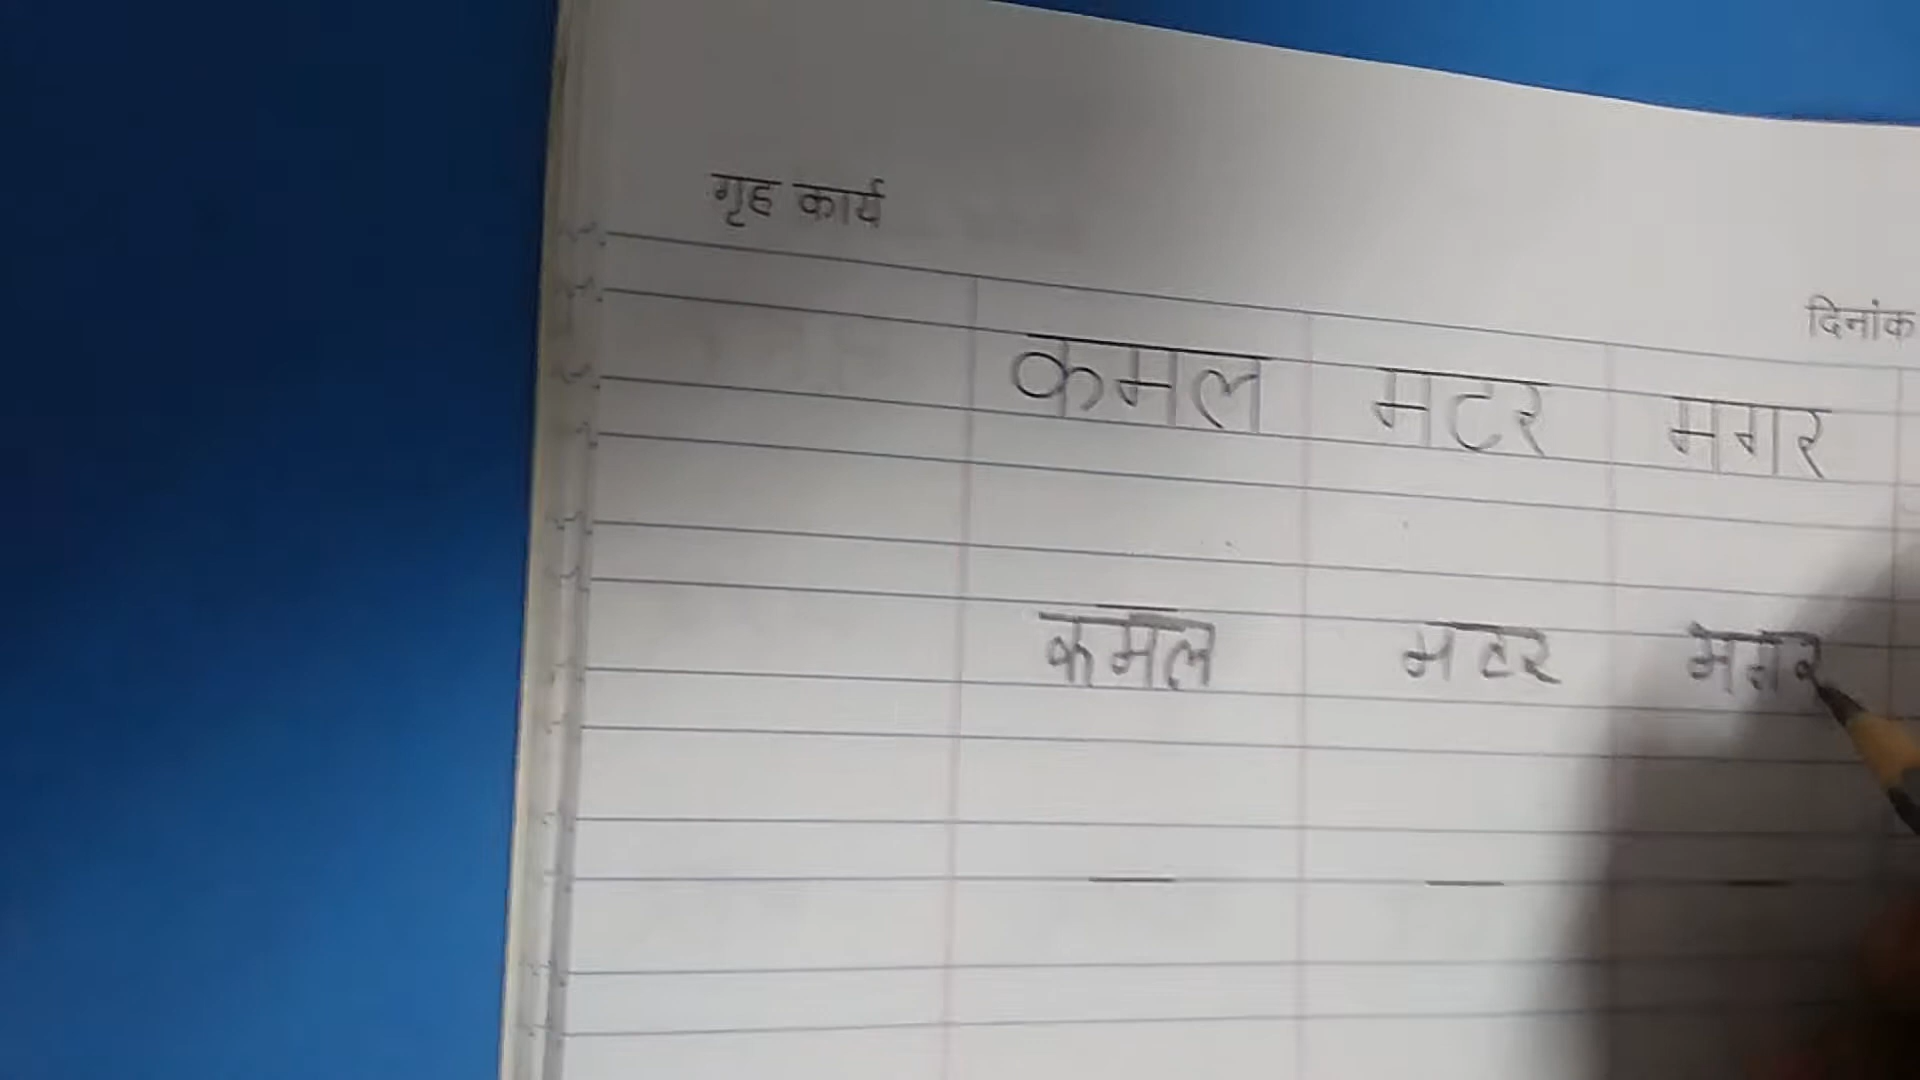 गृह कार्य
दिनांक
कमल मटर मगर
कमल मटर मगर